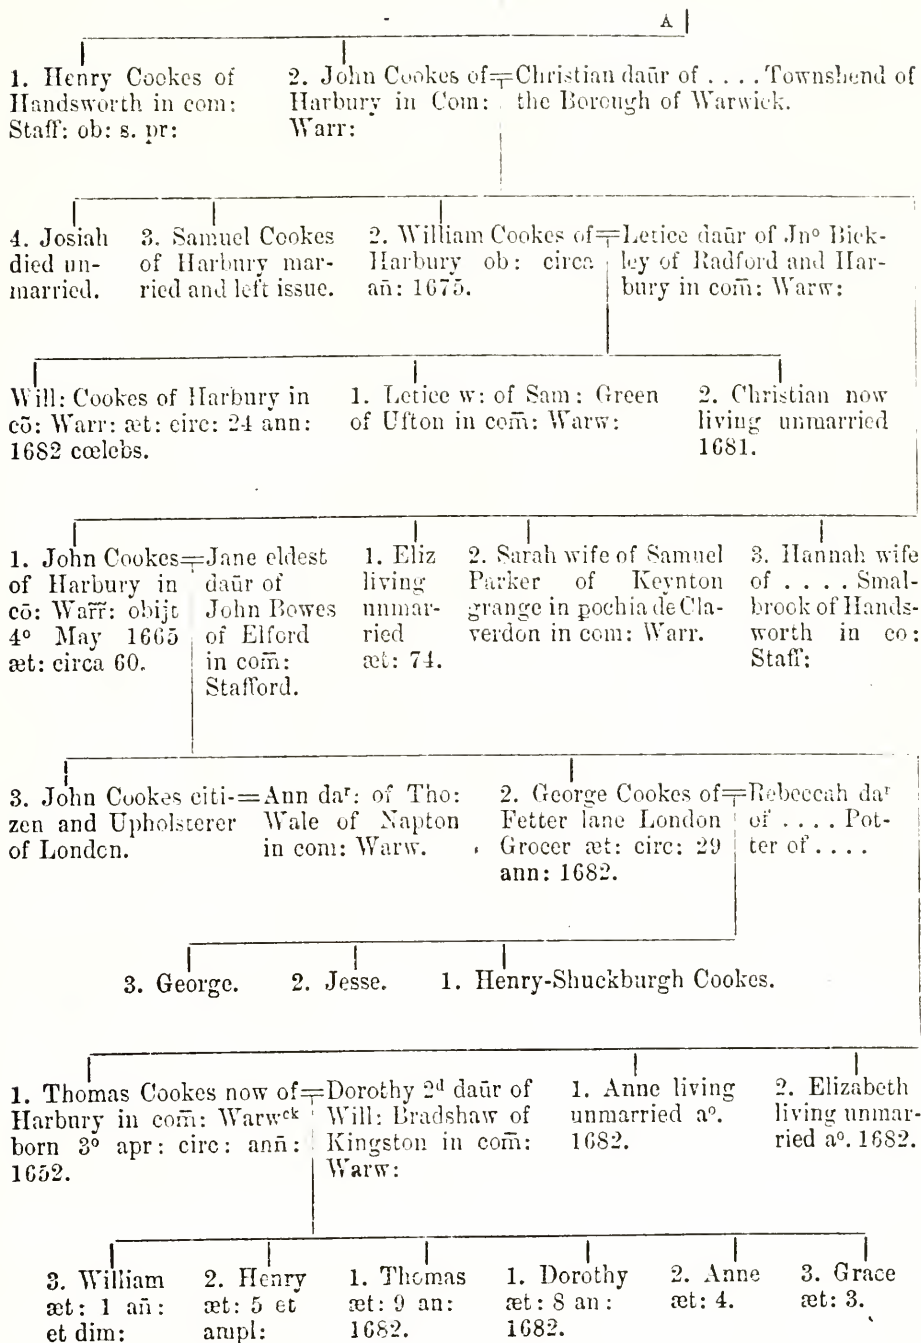 A
1. Henry Cookes of
Handsworth in com:
Staff: ob: s. pr:
2. John Cookes of
Harbury in Com:
Warr:
Christian daūr of . . . . Townshend of
the Borough of Warwick.
4. Josiah
died un-
married.
3. Samuel Cookes
of Harbury mar-
ried and left issue.
2. William Cookes of
Harbury ob: circa
añ: 1675.
Letice daūr of Jnº Bick-
ley of Radford and Har-
bury in com̄: Warw:
Will: Cookes of Harbury in
cō: Warr: æt: circ: 24 ann:
1682 cœlebs.
1. Letice w: of Sam: Green
of Ufton in com̄: Warw:
2. Christian now
living unmarried
1681.
1. John Cookes
of Harbury in
cō: Warr̄: obijt
4º May 1665
æt: circa 60.
Jane eldest
daūr of
John Bowes
of Elford
in com̄:
Stafford.
1. Eliz
living
unmar-
ried
æt: 74.
2. Sarah wife of Samuel
Parker of Keynton
grange in pochia de Cla-
verdon in com: Warr.
3. Hannah wife
of . . . . Smal-
brook of Hands-
worth in co:
Staff:
3. John Cookes citi-
zen and Upholsterer
of London.
Ann daʳ: of Tho:
Wale of Napton
in com: Warw.
2. George Cookes of
Fetter lane London
Grocer æt: circ: 29
ann: 1682.
Rebeccah daʳ
of . . . . Pot-
ter of . . . .
3. George.
2. Jesse.
1. Henry-Shuckburgh Cookes.
1. Thomas Cookes now of
Harbury in com̄: Warwᶜᵏ
born 3º apr: circ: anñ:
1652.
Dorothy 2ᵈ daūr of
Will: Bradshaw of
Kingston in com̄:
Warw:
1. Anne living
unmarried aº.
1682.
2. Elizabeth
living unmar-
ried aº. 1682.
3. William
æt: 1 añ:
et dim:
2. Henry
æt: 5 et
ampl:
1. Thomas
æt: 9 an:
1682.
1. Dorothy
æt: 8 an:
1682.
2. Anne
æt: 4.
3. Grace
æt: 3.